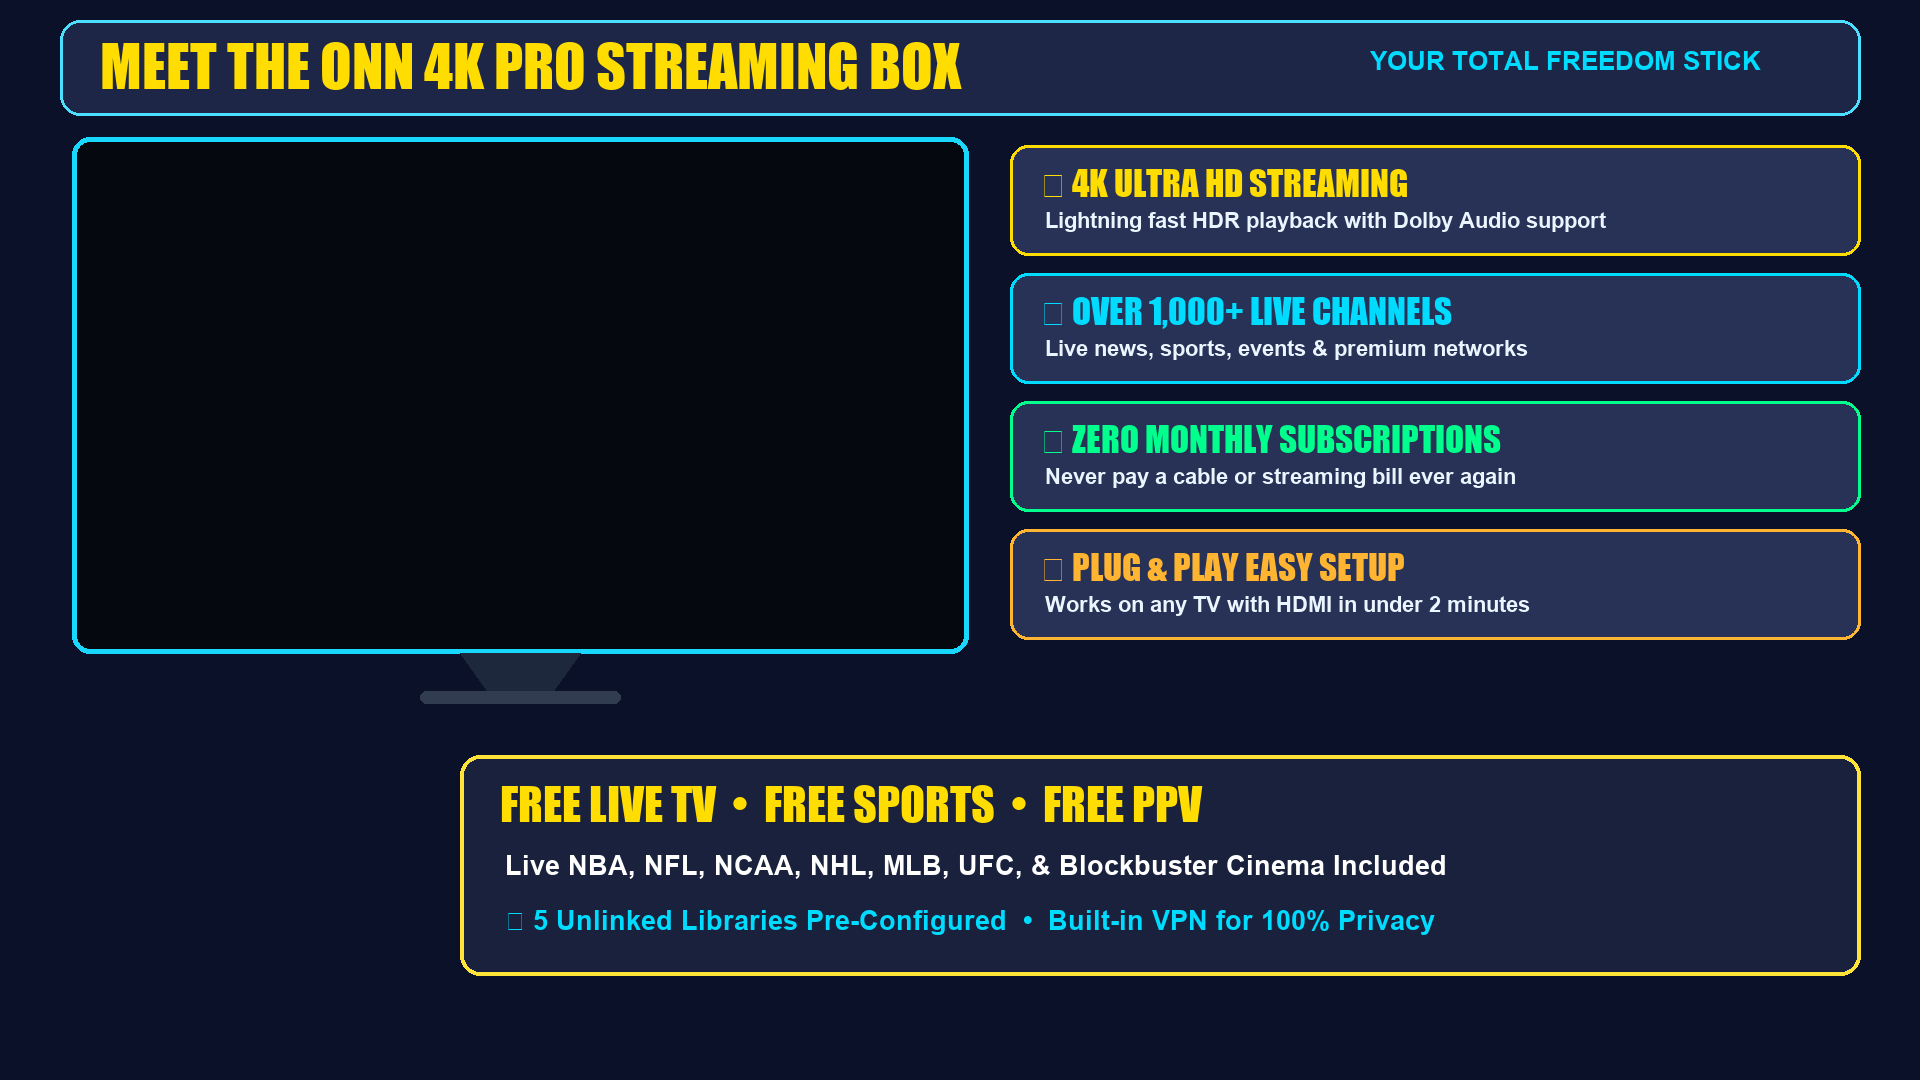 MEET THE ONN 4K PRO STREAMING BOX
YOUR TOTAL FREEDOM STICK
4K ULTRA HD STREAMING
Lightning fast HDR playback with Dolby Audio support
OVER 1,000+ LIVE CHANNELS
Live news, sports, events & premium networks
ZERO MONTHLY SUBSCRIPTIONS
Never pay a cable or streaming bill ever again
PLUG & PLAY EASY SETUP
Works on any TV with HDMI in under 2 minutes
FREE LIVE TV • FREE SPORTS • FREE PPV
Live NBA, NFL, NCAA, NHL, MLB, UFC, & Blockbuster Cinema Included
5 Unlinked Libraries Pre-Configured • Built-in VPN for 100% Privacy